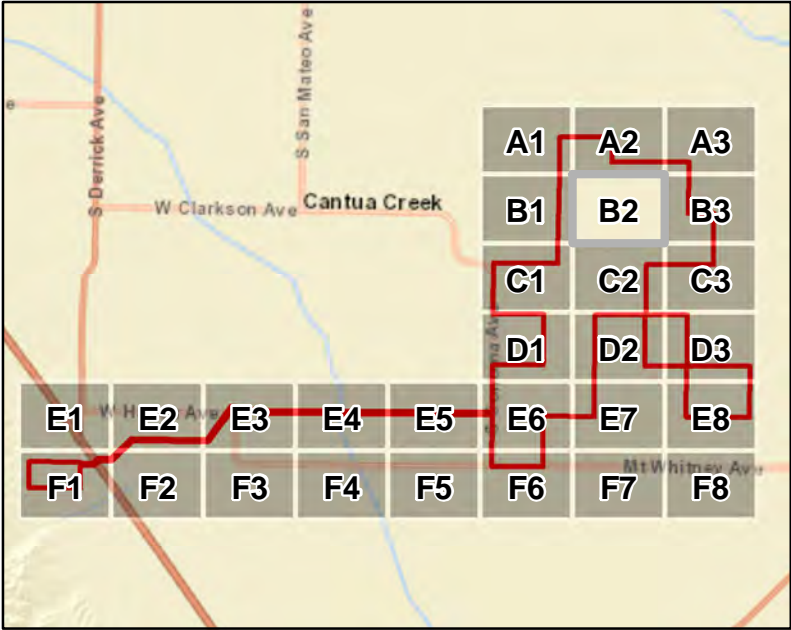 S San Mateo Ave
S Derrick Ave
e
A1 A2 A3
W Clarkson Ave Cantua Creek
B1 B2 B3
C1 C2 C3
D1 D2 D3
W H Ave
E1 E2 E3 E4 E5 E6 E7 E8
Mt Whitney Ave
F1 F2 F3 F4 F5 F6 F7 F8